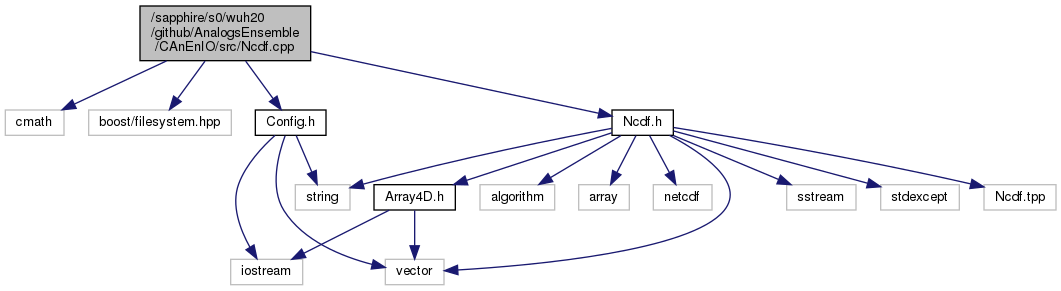 /sapphire/s0/wuh20
/github/AnalogsEnsemble
/CAnEnIO/src/Ncdf.cpp
cmath
boost/filesystem.hpp
Config.h
Ncdf.h
string
Array4D.h
algorithm
array
netcdf
sstream
stdexcept
Ncdf.tpp
iostream
vector